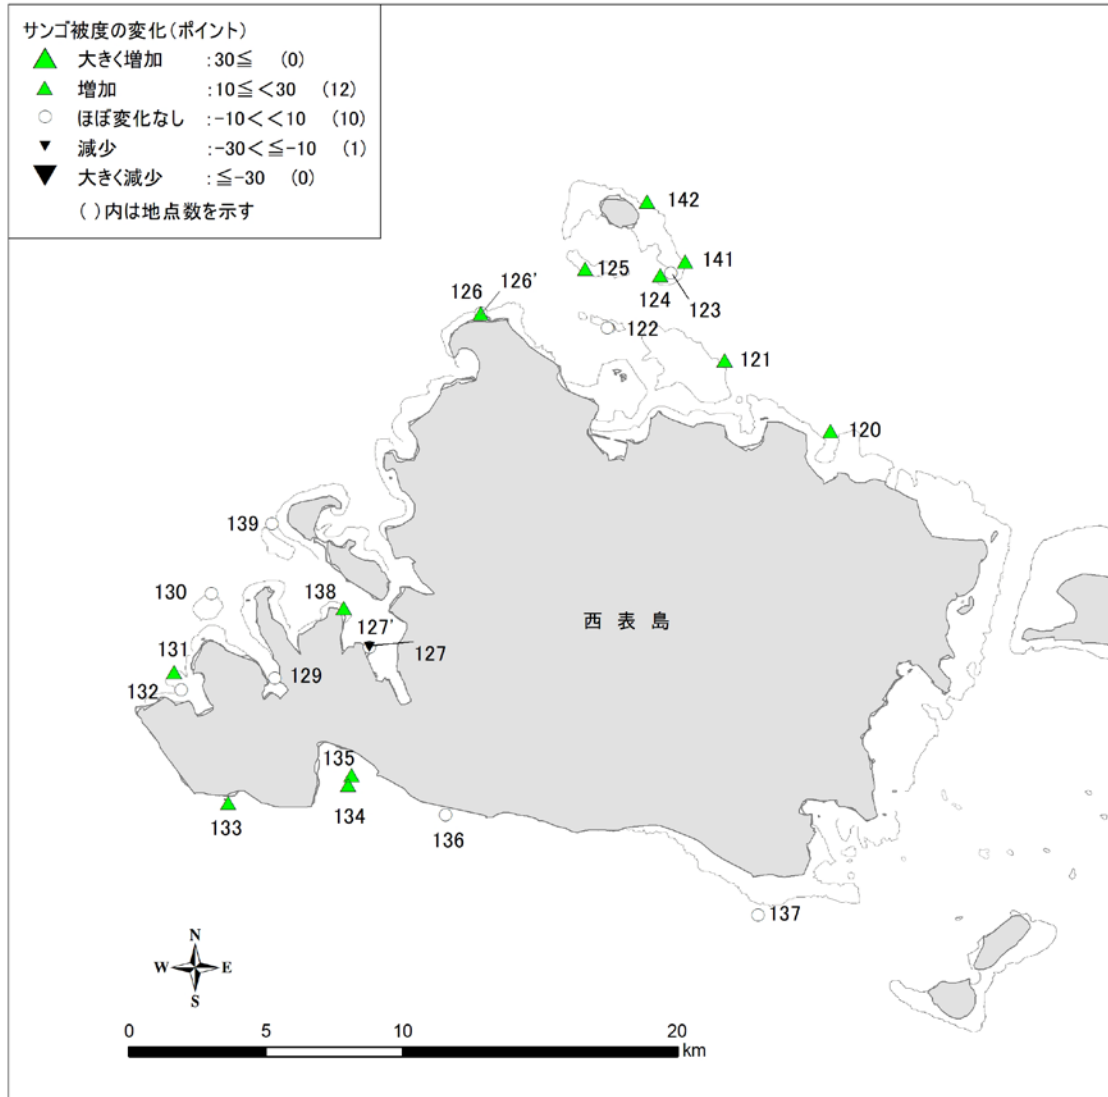 サンゴ被度の変化(ポイント)
大きく増加 :30≦ (0)
増加 :10≦<30 (12)
ほぼ変化なし :-10<<10 (10)
減少 :-30<≦-10 (1)
大きく減少 :≦-30 (0)
( )内は地点数を示す
142
141
125
124
123
126
126'
122
121
120
139
130
138
127'
127
西表島
131
129
132
135
134
133
136
137
N
W E
S
0 5 10 20
km